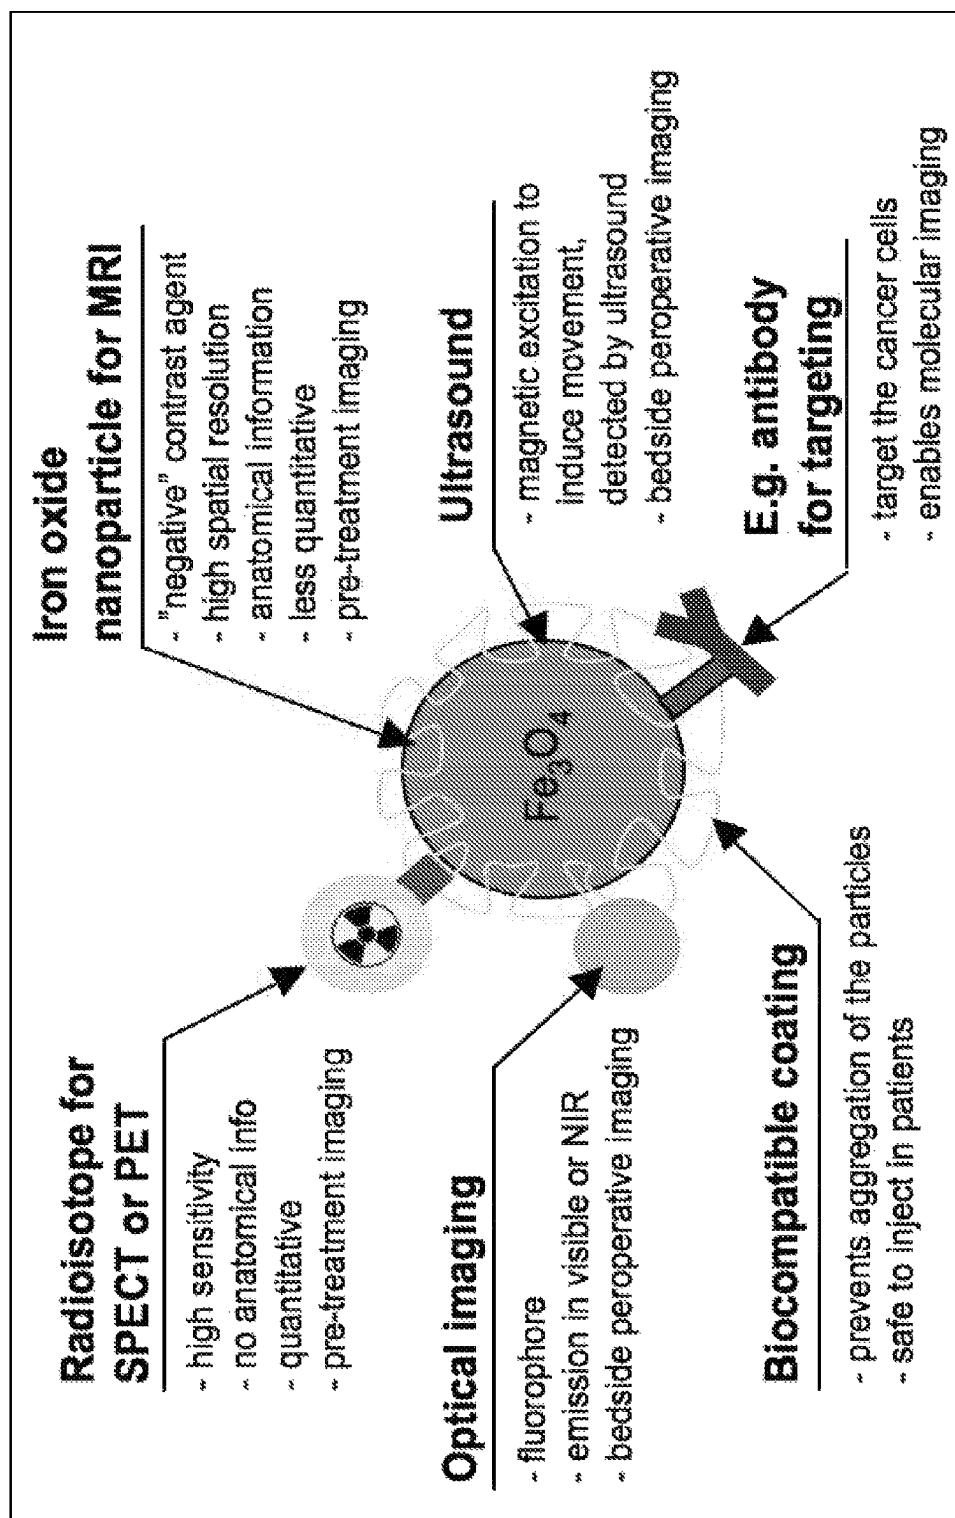 Radioisotope for
SPECT or PET
- high sensitivity
- no anatomical info
- quantitative
- pre-treatment imaging
Iron oxide
nanoparticle for MRI
- "negative" contrast agent
- high spatial resolution
- anatomical information
- less quantitative
- pre-treatment imaging
Optical imaging
- fluorophore
- emission in visible or NIR
- bedside peroperative imaging
Fe₃O₄
Ultrasound
- magnetic excitation to
induce movement,
detected by ultrasound
- bedside peroperative imaging
Biocompatible coating
- prevents aggregation of the particles
- safe to inject in patients
E.g. antibody
for targeting
- target the cancer cells
- enables molecular imaging